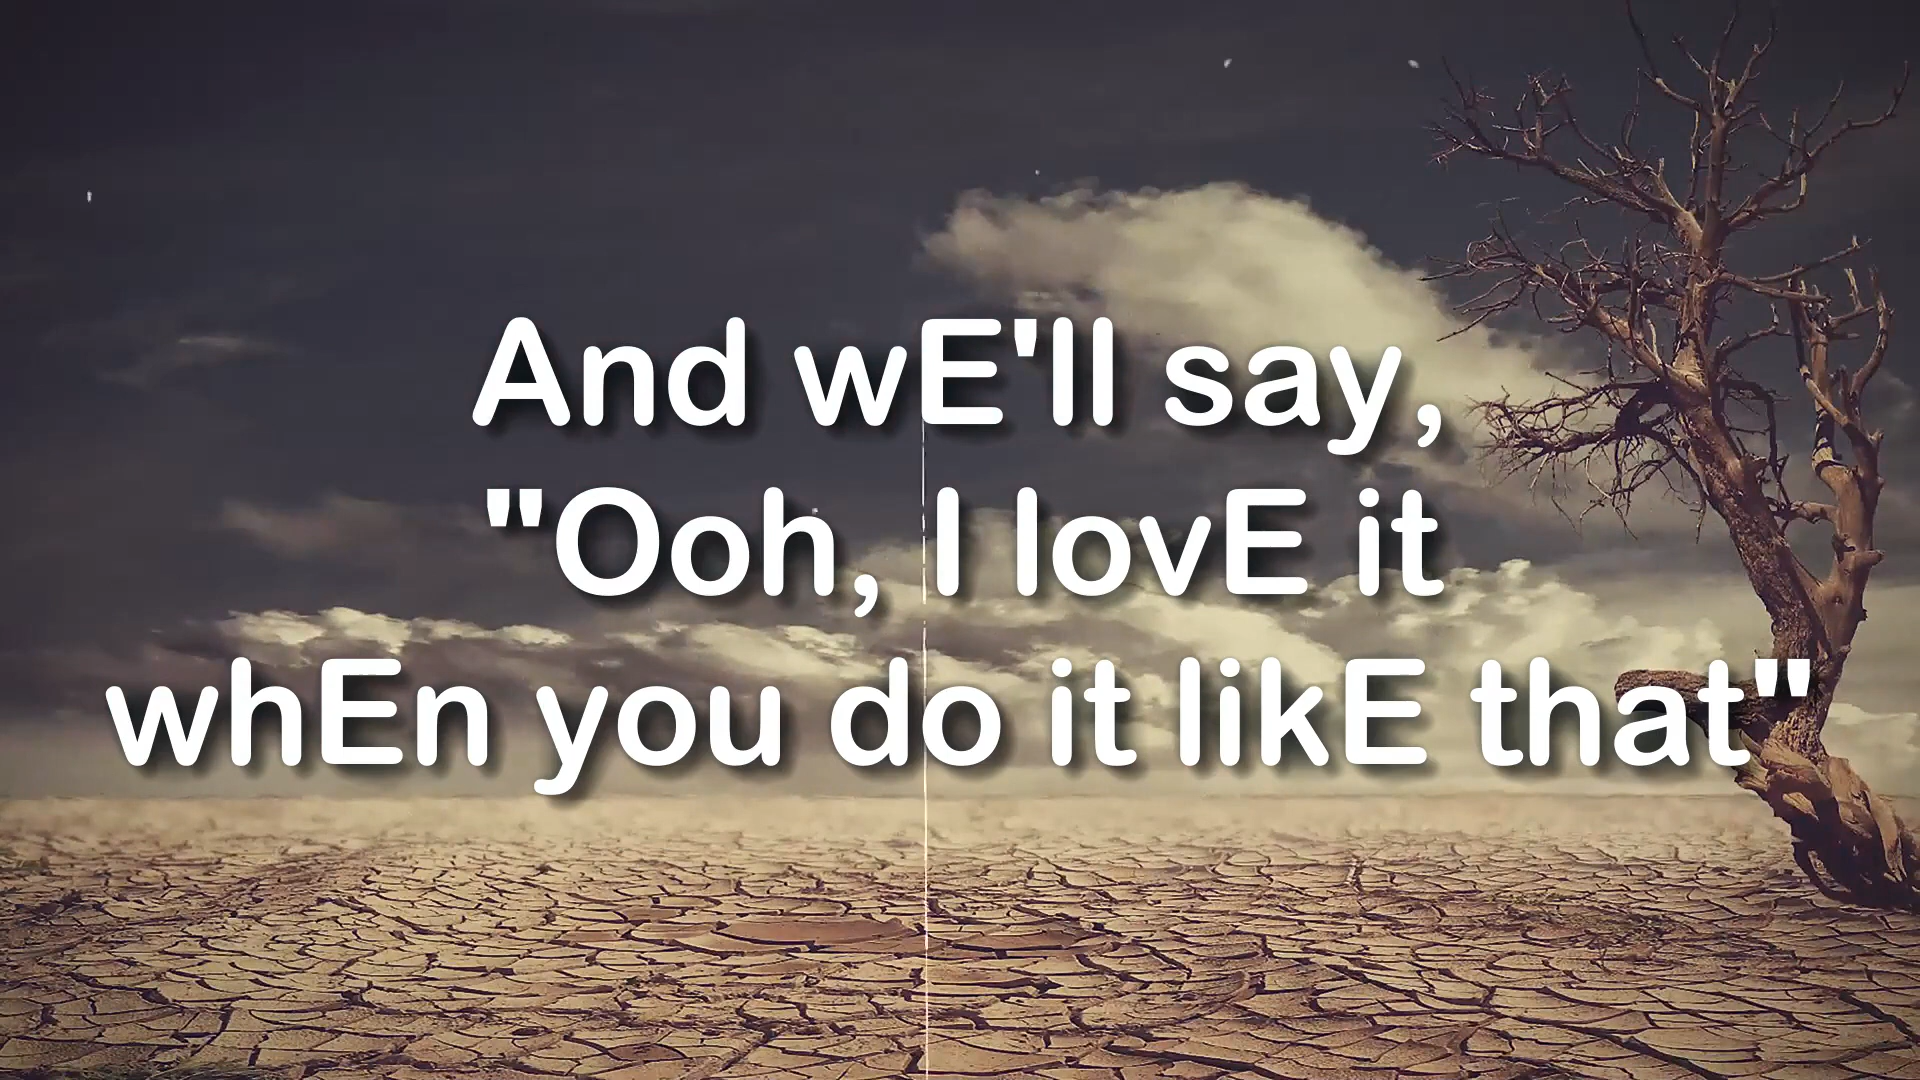 And wE'll say,
"Ooh, I lovE it
whEn you do it likE that"